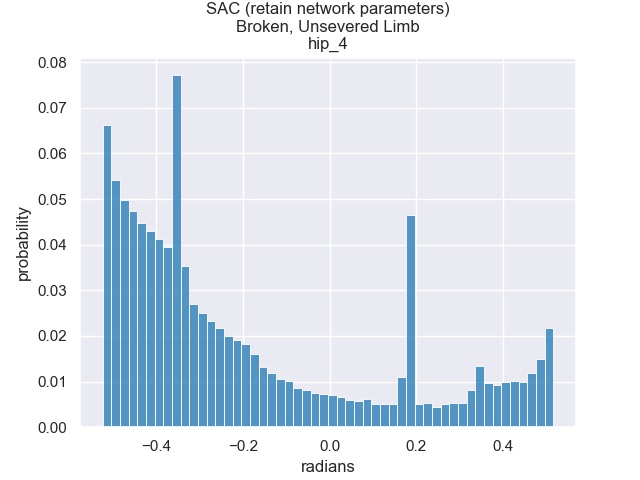 SAC (retain network parameters)
Broken, Unsevered Limb
hip_4
0.08
0.07
0.06
0.05
0.04
0.03
0.02
0.01
0.00
probability
−0.4
−0.2
0.0
0.2
0.4
radians